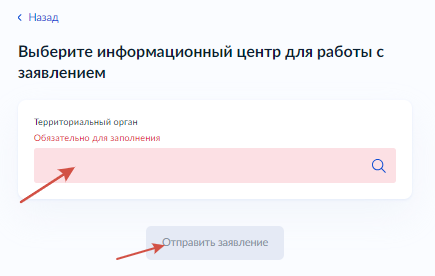 Назад
Выберите информационный центр для работы с
заявлением
Территориальный орган
Обязательно для заполнения
Отправить заявление